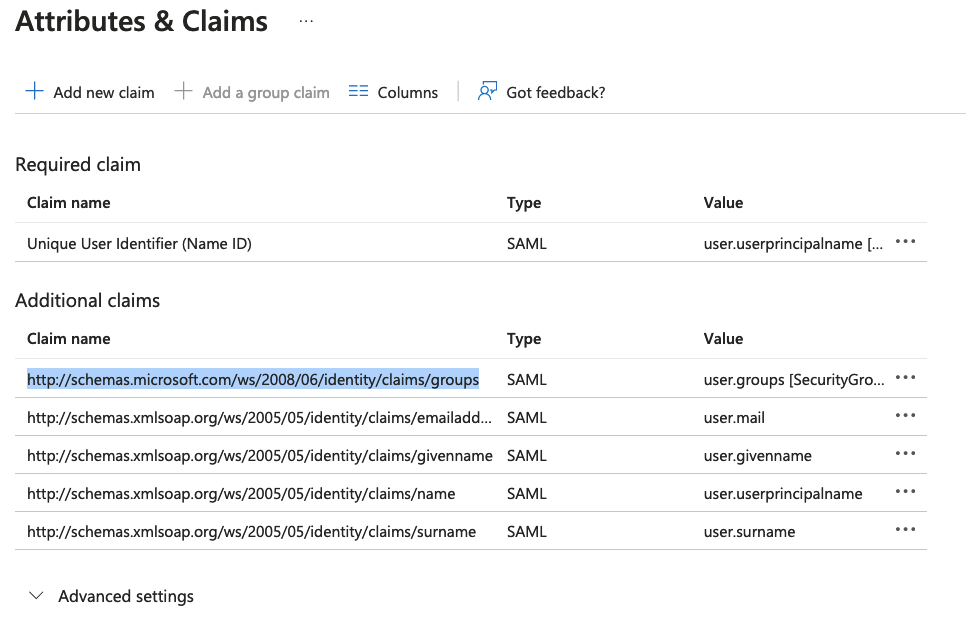 Attributes & Claims ...
Add new claim Add a group claim Columns Got feedback?
Required claim
Claim name Type Value
Unique User Identifier (Name ID) SAML user.userprincipalname [...
Additional claims
Claim name Type Value
http://schemas.microsoft.com/ws/2008/06/identity/claims/groups SAML user.groups [SecurityGro...
http://schemas.xmlsoap.org/ws/2005/05/identity/claims/emailadd... SAML user.mail
http://schemas.xmlsoap.org/ws/2005/05/identity/claims/givenname SAML user.givenname
http://schemas.xmlsoap.org/ws/2005/05/identity/claims/name SAML user.userprincipalname
http://schemas.xmlsoap.org/ws/2005/05/identity/claims/surname SAML user.surname
Advanced settings